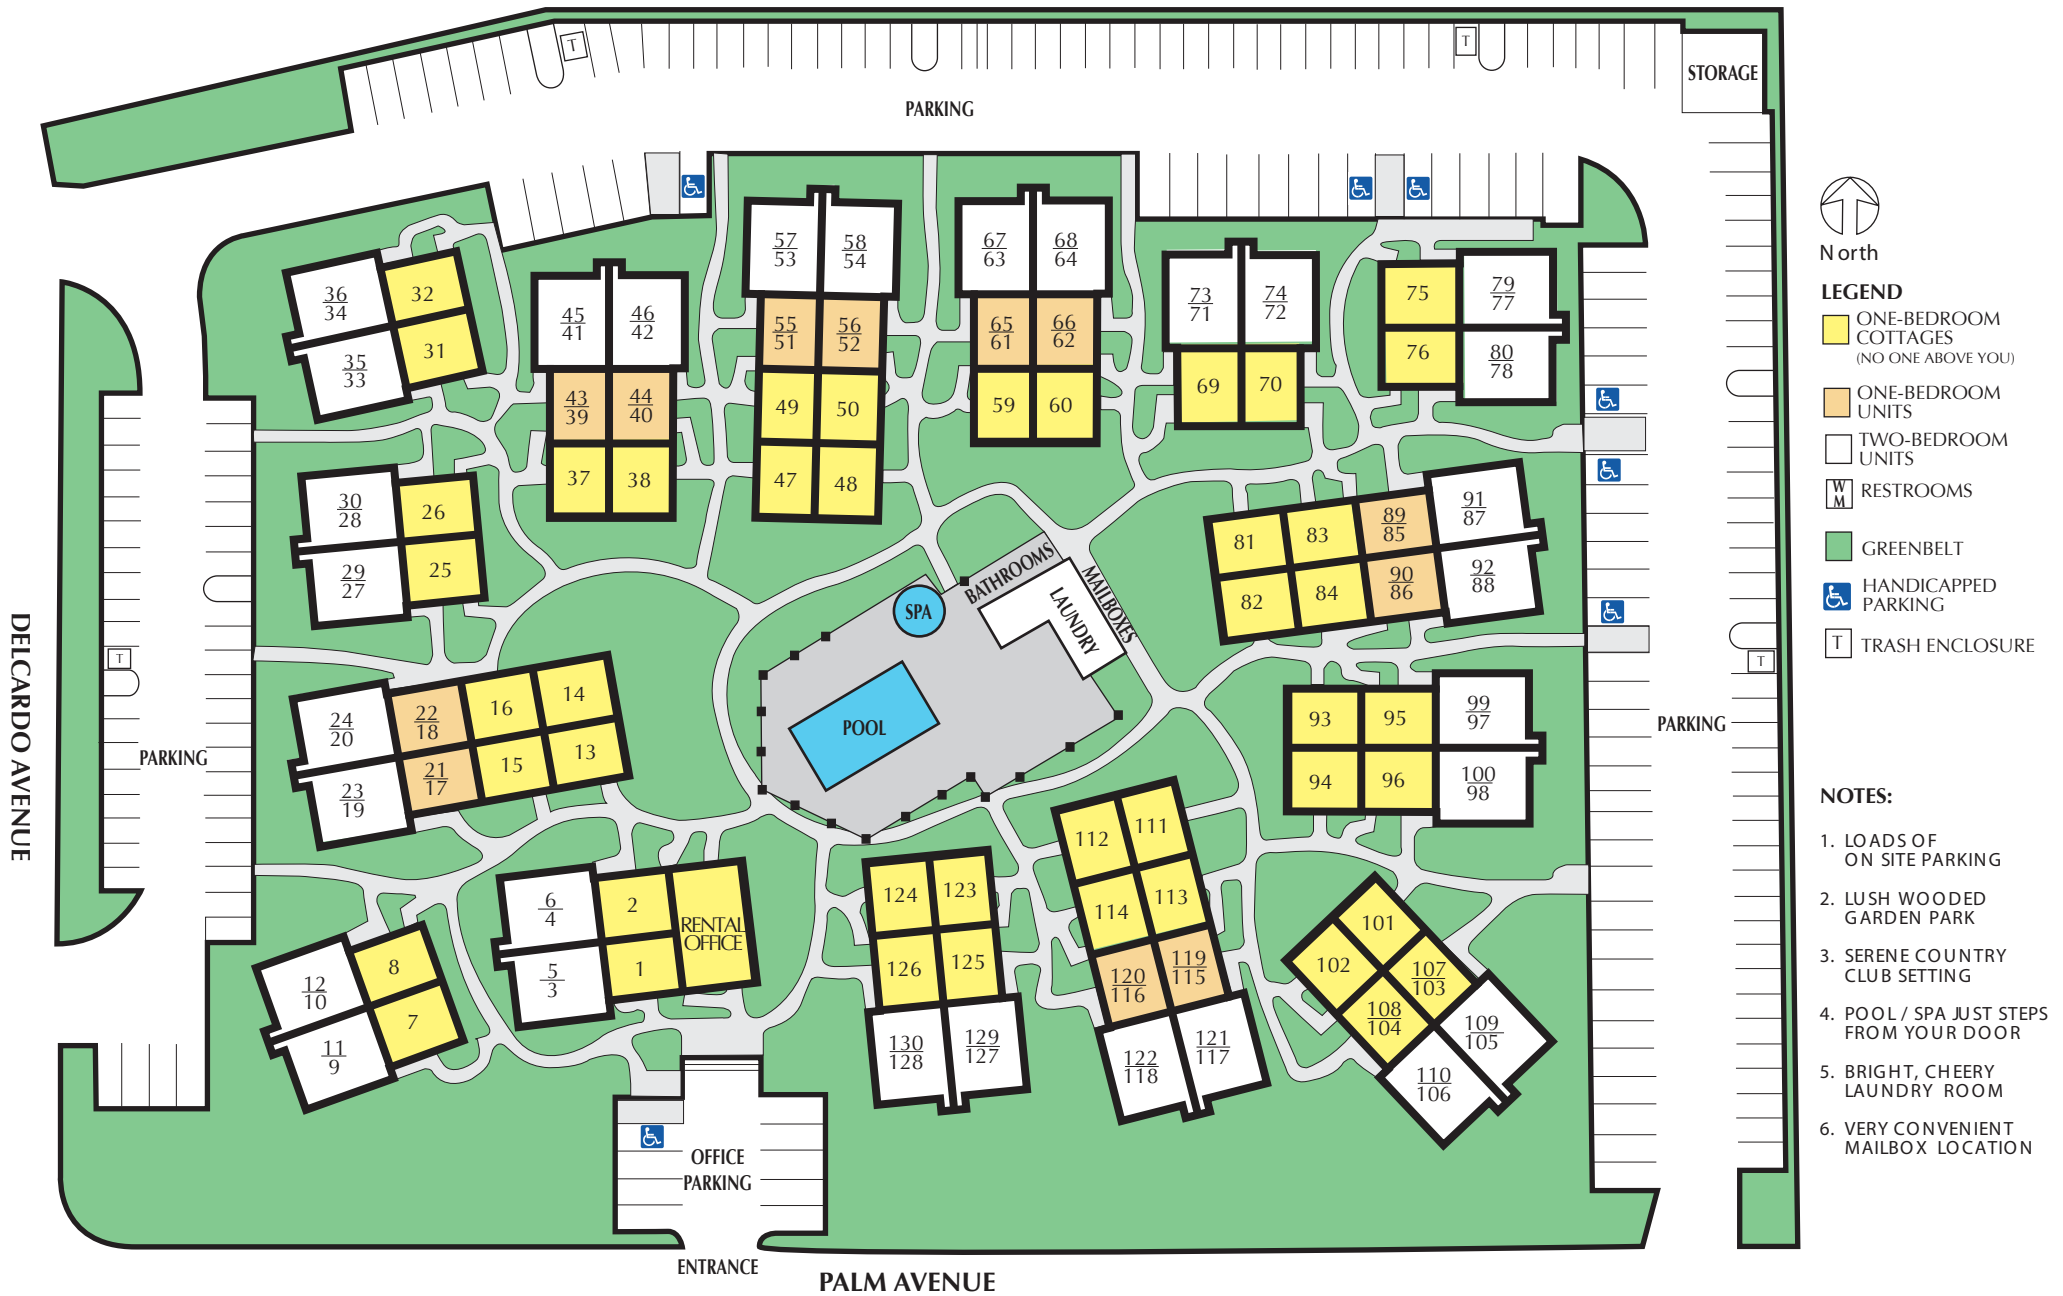 T
T
STORAGE
PARKING
North
LEGEND
ONE-BEDROOM
COTTAGES
(NO ONE ABOVE YOU)
ONE-BEDROOM
UNITS
TWO-BEDROOM
UNITS
W
M
RESTROOMS
GREENBELT
HANDICAPPED
PARKING
T
TRASH ENCLOSURE
NOTES:
1. LOADS OF
ON SITE PARKING
2. LUSH WOODED
GARDEN PARK
3. SERENE COUNTRY
CLUB SETTING
4. POOL / SPA JUST STEPS
FROM YOUR DOOR
5. BRIGHT, CHEERY
LAUNDRY ROOM
6. VERY CONVENIENT
MAILBOX LOCATION
36
34
32
35
33
31
45
41
46
42
43
39
44
40
37
38
57
53
58
54
55
51
56
52
49
50
47
48
67
63
68
64
65
61
66
62
59
60
73
71
74
72
69
70
75
79
77
76
80
78
30
28
26
29
27
25
81
83
89
85
91
87
82
84
90
86
92
88
BATHROOMS
MAILBOXES
LAUNDRY
SPA
POOL
DELCARDO AVENUE
T
PARKING
24
20
22
18
16
14
23
19
21
17
15
13
93
95
99
97
94
96
100
98
PARKING
T
6
4
2
RENTAL
OFFICE
5
3
1
12
10
8
11
9
7
124
123
126
125
130
128
129
127
112
111
114
113
120
116
119
115
122
118
121
117
101
102
107
103
108
104
109
105
110
106
OFFICE
PARKING
ENTRANCE
PALM AVENUE